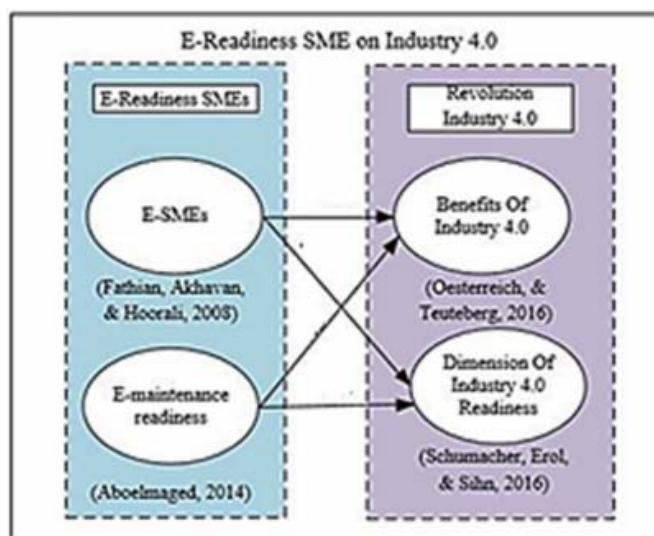 E-Readiness SME on Industry 4.0
E-Readiness SMEs
E-SMEs
(Fathian, Akhavan,
& Hoorali, 2008)
E-maintenance
readiness
(Aboelmaged, 2014)
Revolution
Industry 4.0
Benefits Of
Industry 4.0
(Oesterreich, &
Teuteberg, 2016)
Dimension Of
Industry 4.0
Readiness
(Schumacher, Erol,
& Sihn, 2016)